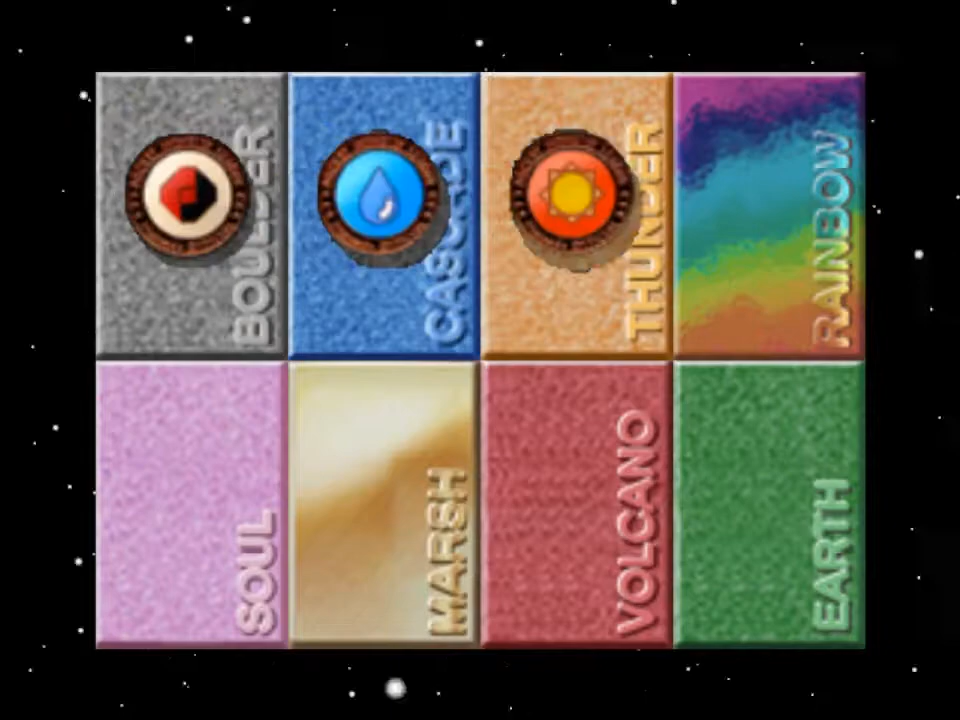 BOULDER
CASCADE
THUNDER
RAINBOW
SOUL
MARSH
VOLCANO
EARTH